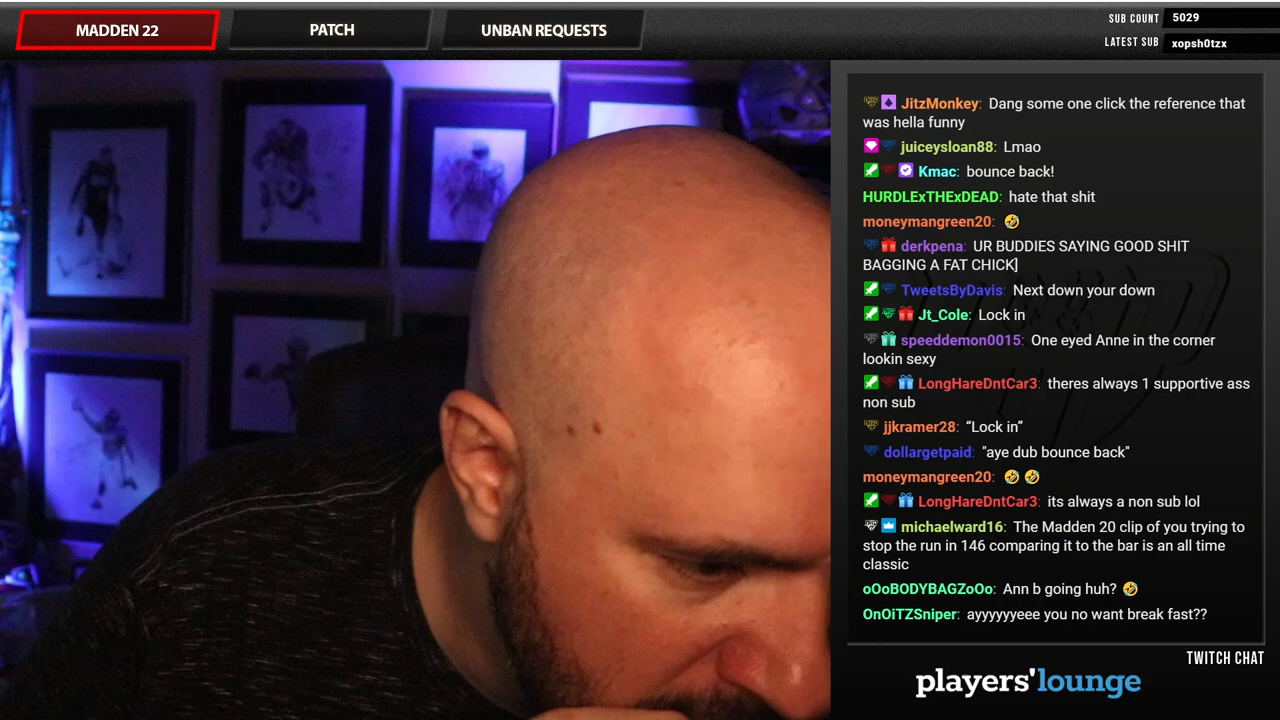 MADDEN 22
PATCH
UNBAN REQUESTS
SUB COUNT 5029
LATEST SUB xopsh0tzx
JitzMonkey: Dang some one click the reference that
was hella funny
juiceysloan88: Lmao
Kmac: bounce back!
HURDLExTHExDEAD: hate that shit
moneymangreen20: 🤣
derkpena: UR BUDDIES SAYING GOOD SHIT
BAGGING A FAT CHICK]
TweetsByDavis: Next down your down
Jt_Cole: Lock in
speeddemon0015: One eyed Anne in the corner
lookin sexy
LongHareDntCar3: theres always 1 supportive ass
non sub
jjkramer28: “Lock in”
dollargetpaid: "aye dub bounce back"
moneymangreen20: 🤣 🤣
LongHareDntCar3: its always a non sub lol
michaelward16: The Madden 20 clip of you trying to
stop the run in 146 comparing it to the bar is an all time
classic
oOoBODYBAGZoOo: Ann b going huh? 🤣
OnOiTZSniper: ayyyyyeee you no want break fast??
TWITCH CHAT
players'lounge